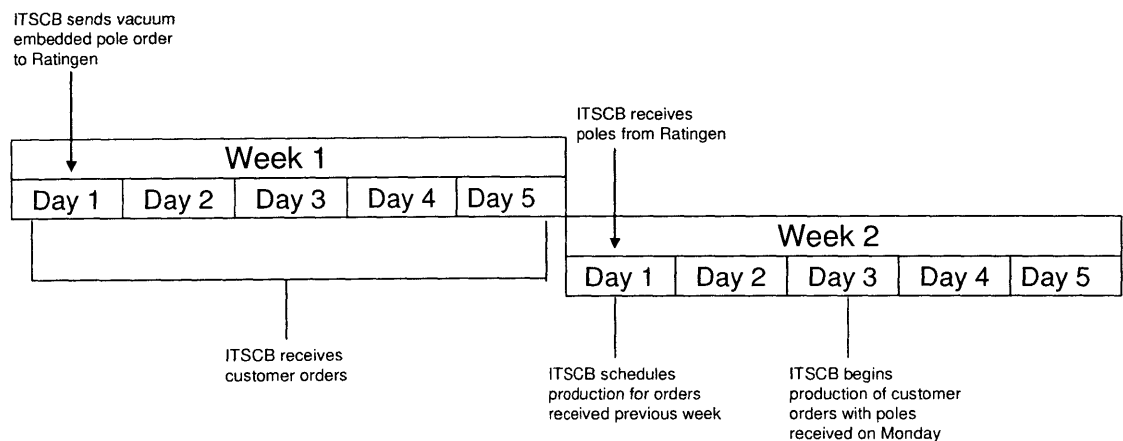 ITSCB sends vacuum
embedded pole order
to Ratingen
ITSCB receives
poles from Ratingen
Week 1
Day 1 Day 2 Day 3 Day 4 Day 5
Week 2
Day 1 Day 2 Day 3 Day 4 Day 5
ITSCB receives
customer orders
ITSCB schedules
production for orders
received previous week
ITSCB begins
production of customer
orders with poles
received on Monday